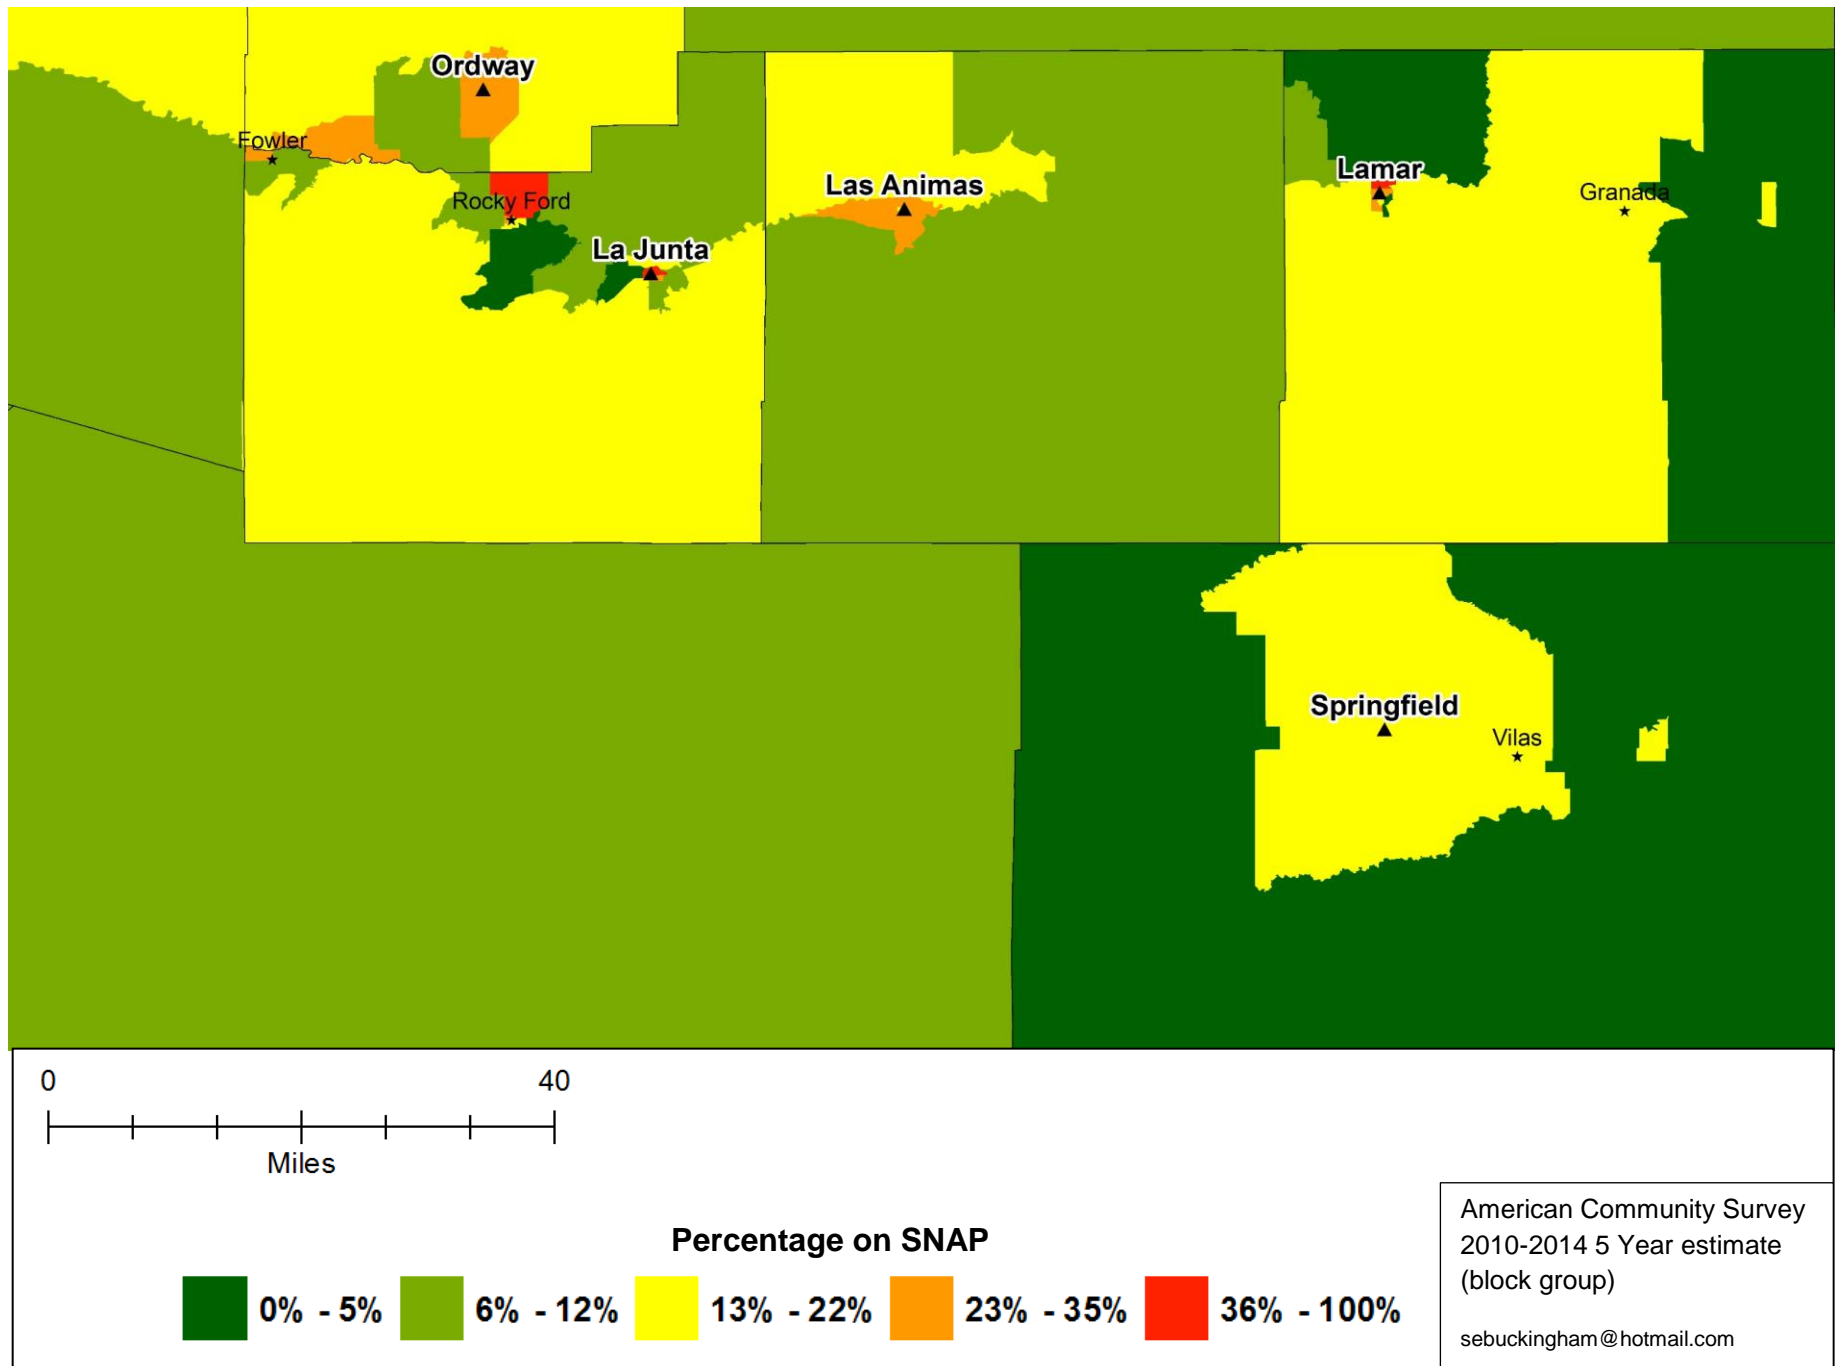 Ordway
Fowler
Rocky Ford
Las Animas
La Junta
Lamar
Granada
Springfield
Vilas
0 40
Miles
Percentage on SNAP
0% - 5% 6% - 12% 13% - 22% 23% - 35% 36% - 100%
American Community Survey
2010-2014 5 Year estimate
(block group)
sebuckingham@hotmail.com